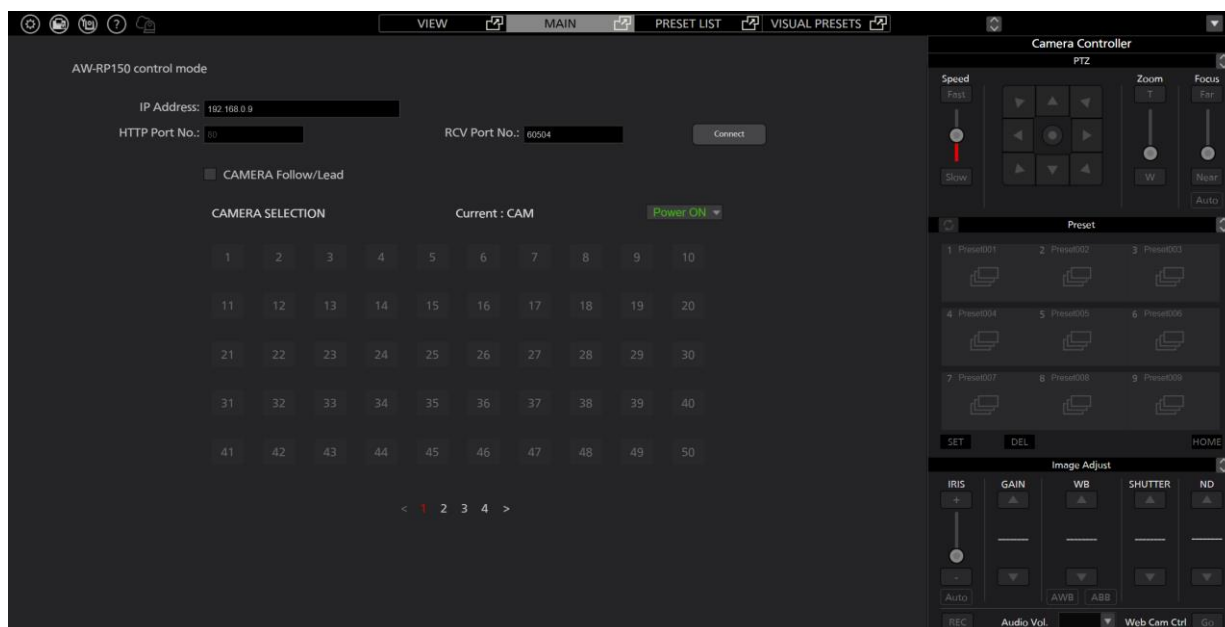 VIEW MAIN PRESET LIST VISUAL PRESETS
AW-RP150 control mode
IP Address: 192.168.0.9
HTTP Port No.: 80 RCV Port No.: 60504 Connect
CAMERA Follow/Lead
CAMERA SELECTION Current : CAM Power ON
1 2 3 4 5 6 7 8 9 10
11 12 13 14 15 16 17 18 19 20
21 22 23 24 25 26 27 28 29 30
31 32 33 34 35 36 37 38 39 40
41 42 43 44 45 46 47 48 49 50
< 1 2 3 4 >
Camera Controller
PTZ
Speed Zoom Focus
Fast T Far
Slow W Near
Auto
Preset
1 Preset001 2 Preset002 3 Preset003
4 Preset004 5 Preset005 6 Preset006
7 Preset007 8 Preset008 9 Preset009
SET DEL HOME
Image Adjust
IRIS GAIN WB SHUTTER ND
+
-
Auto AWB ABB
REC Audio Vol. Web Cam Ctrl Go